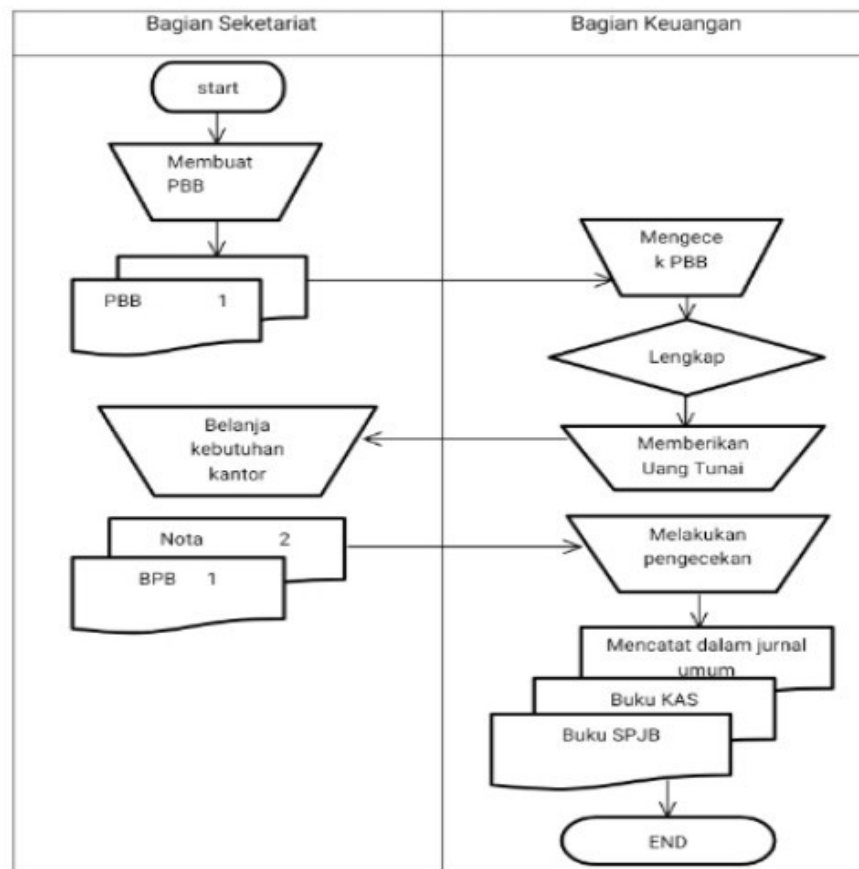 Bagian Seketariat
Bagian Keuangan
start
Membuat
PBB
PBB 1
Mengece
k PBB
Lengkap
Memberikan
Uang Tunai
Belanja
kebutuhan
kantor
Nota 2
BPB 1
Melakukan
pengecekan
Mencatat dalam jurnal
umum
Buku KAS
Buku SPJB
END